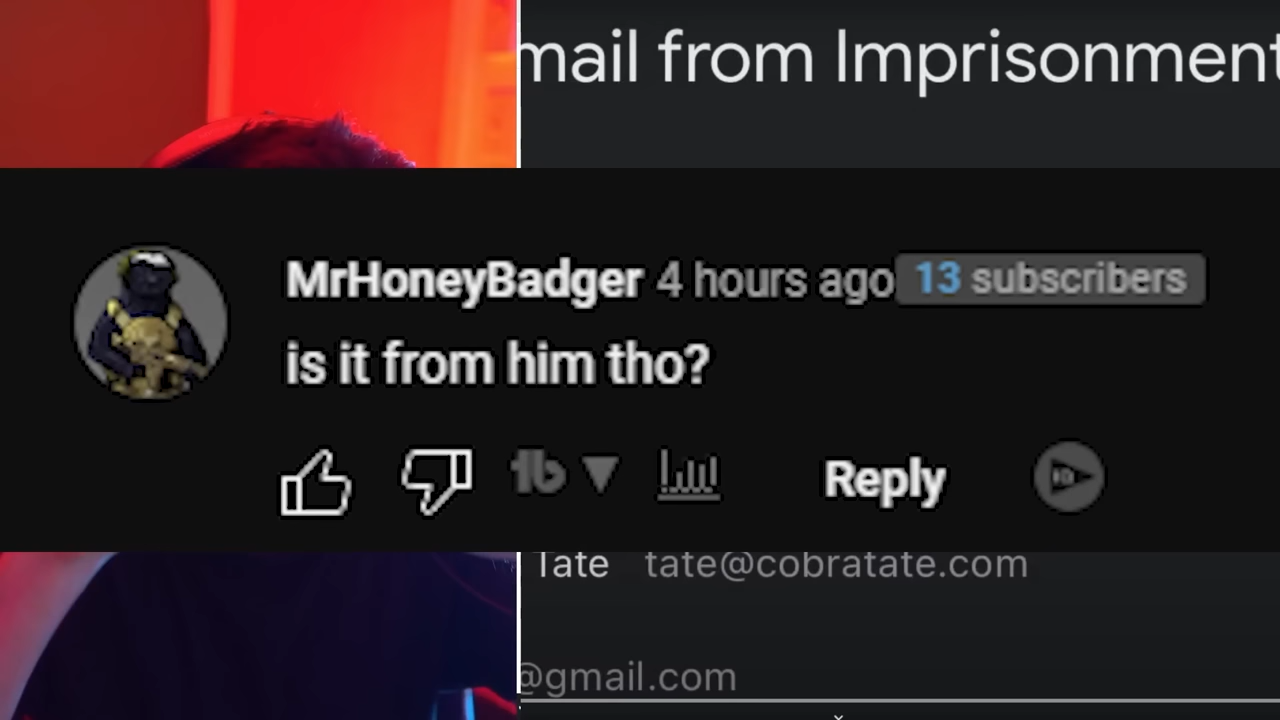 mail from Imprisonment
MrHoneyBadger 4 hours ago 13 subscribers
is it from him tho?
Reply
Tate tate@cobratate.com
@gmail.com